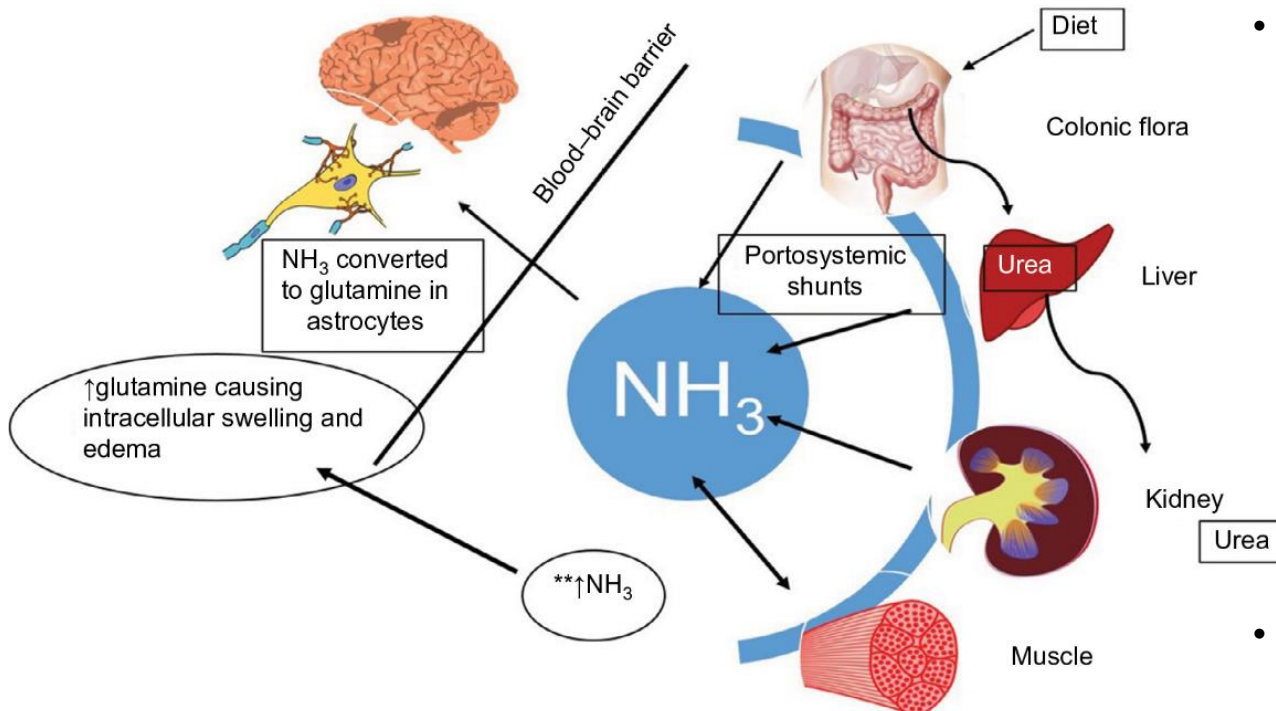 Diet
Colonic flora
Blood–brain barrier
Portosystemic
shunts
Urea
Liver
NH₃ converted
to glutamine in
astrocytes
NH₃
↑glutamine causing
intracellular swelling and
edema
Kidney
Urea
**↑NH₃
Muscle